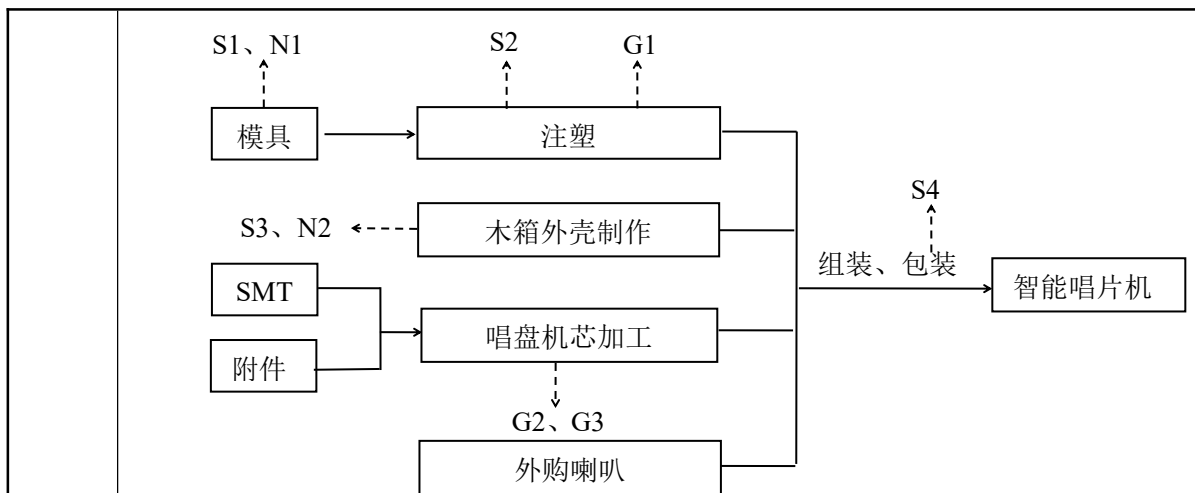 S1、N1
S2
G1
模具
注塑
S4
S3、N2
木箱外壳制作
组装、包装
SMT
智能唱片机
唱盘机芯加工
附件
G2、G3
外购喇叭